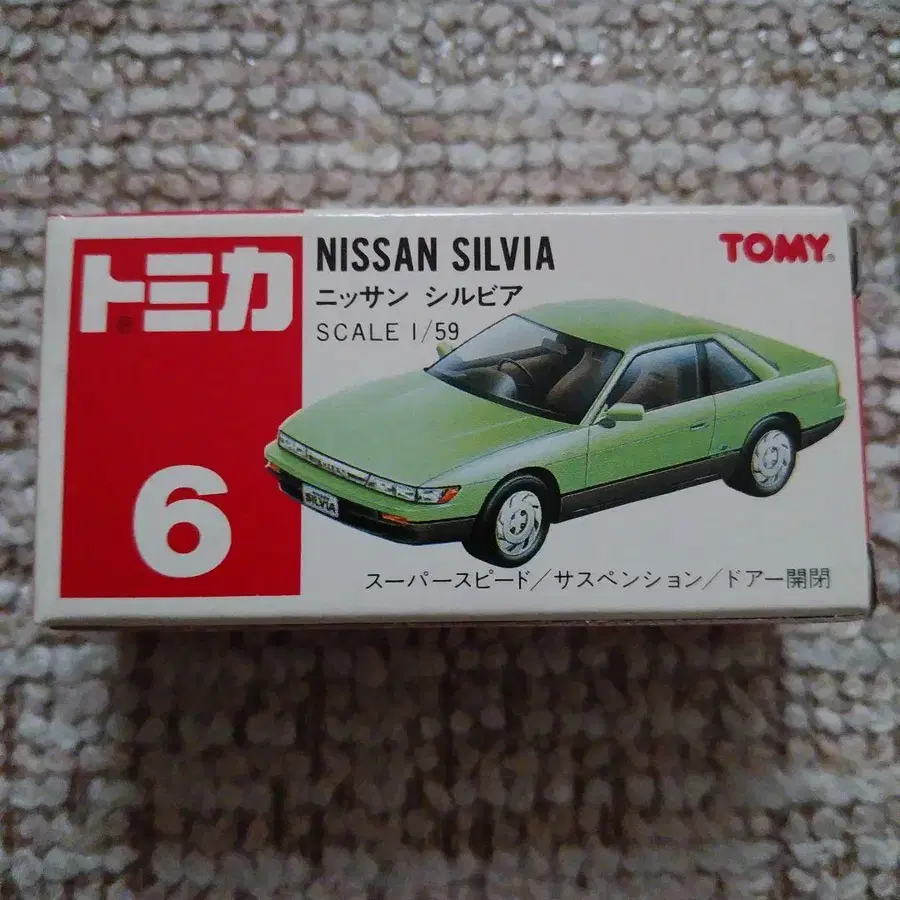 トミカ
NISSAN SILVIA
TOMY
ニッサン シルビア
SCALE 1/59
6
SILVIA
スーパースピード/サスペンション/ドアー開閉